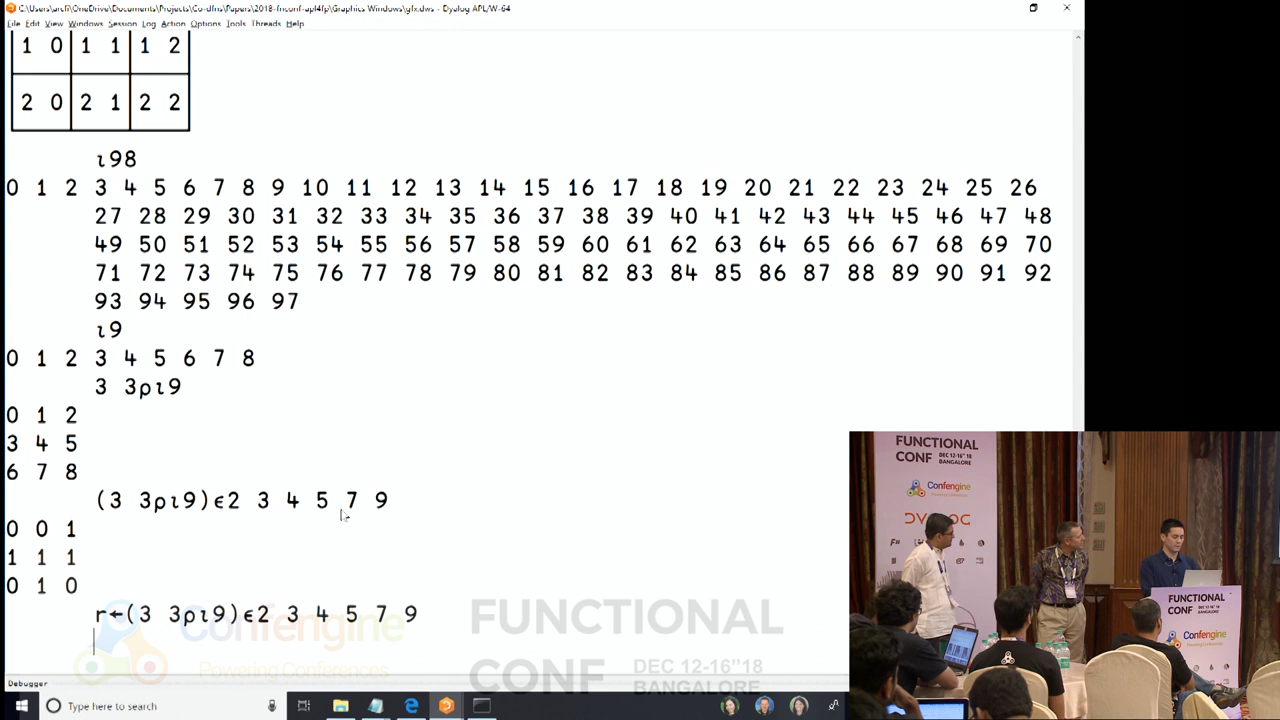 C:\Users\arcfi\OneDrive\Documents\Papers\Co-dfns\Papers\2018-fnconf-apl4fp\Graphics Windows\gfx.dws - Dyalog APL/W-64
File Edit View Windows Session Log Action Options Tools Threads Help
1 0 1 1 1 2
2 0 2 1 2 2
⍳98
0 1 2 3 4 5 6 7 8 9 10 11 12 13 14 15 16 17 18 19 20 21 22 23 24 25 26
27 28 29 30 31 32 33 34 35 36 37 38 39 40 41 42 43 44 45 46 47 48
49 50 51 52 53 54 55 56 57 58 59 60 61 62 63 64 65 66 67 68 69 70
71 72 73 74 75 76 77 78 79 80 81 82 83 84 85 86 87 88 89 90 91 92
93 94 95 96 97
⍳9
0 1 2 3 4 5 6 7 8
3 3⍴⍳9
0 1 2
3 4 5
6 7 8
(3 3⍴⍳9)∊2 3 4 5 7 9
0 0 1
1 1 1
0 1 0
r←(3 3⍴⍳9)∊2 3 4 5 7 9
Confengine
Powering Conferences
FUNCTIONAL
CONF DEC 12-16"18
BANGALORE
Debugger
Type here to search
FUNCTIONAL
CONF DEC 12-16" 18
BANGALORE
Confengine
F#
FUNCTIONAL
CONF
Confengine